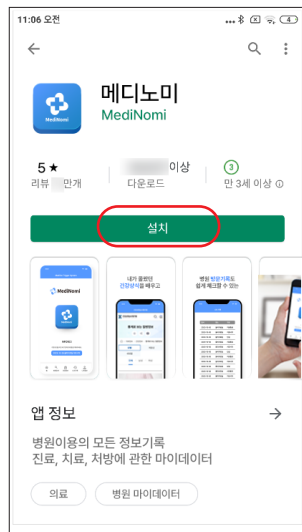 11:06 오전
4
메디노미
MediNomi
MediNomi
5★
리뷰 만개
이상
다운로드
3
만 3세 이상
설치
MediNomi
내가 몰랐던
건강상식을 배우고
병원 방문기록도
쉽게 체크할 수 있는
앱 정보
병원이용의 모든 정보기록
진료, 치료, 처방에 관한 마이데이터
의료
병원 마이데이터